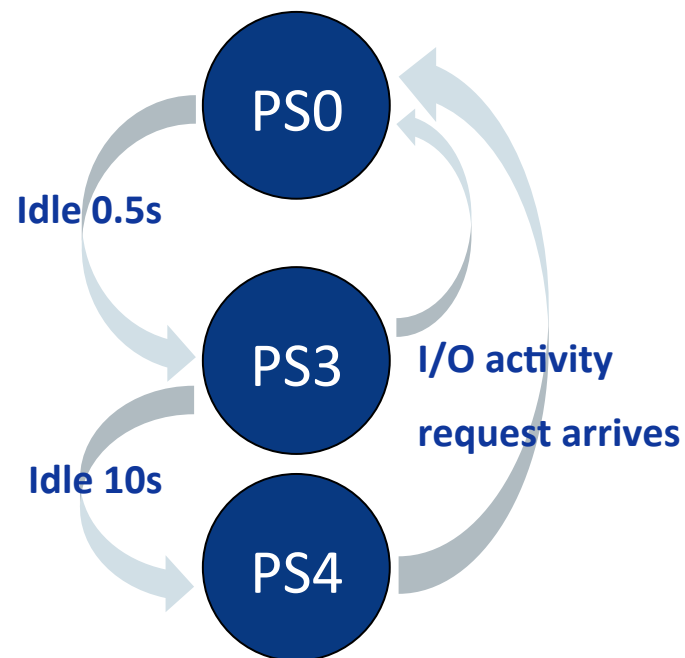 PS0
Idle 0.5s
PS3
I/O activity
request arrives
Idle 10s
PS4